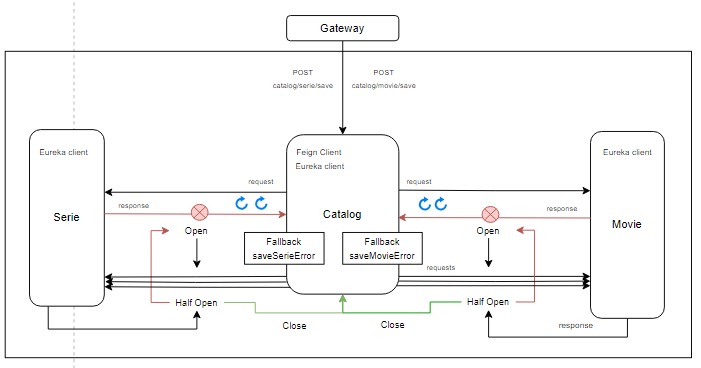 Gateway
POST
catalog/serie/save
POST
catalog/movie/save
Eureka client
Serie
Feign Client
Eureka client
Catalog
Eureka client
Movie
request
request
response
response
Open
Open
Fallback
saveSerieError
Fallback
saveMovieError
requests
Half Open
Half Open
Close
Close
response